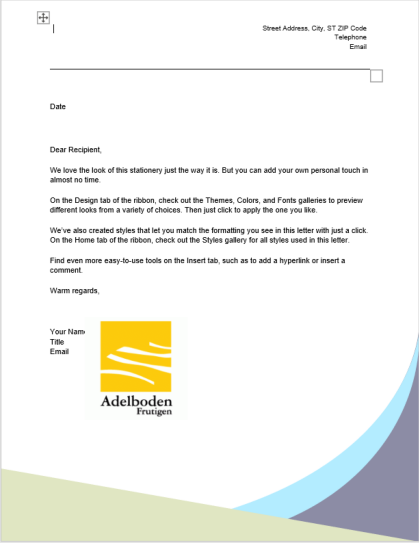 Street Address, City, ST ZIP Code
Telephone
Email
Date
Dear Recipient,
We love the look of this stationery just the way it is. But you can add your own personal touch in
almost no time.
On the Design tab of the ribbon, check out the Themes, Colors, and Fonts galleries to preview
different looks from a variety of choices. Then just click to apply the one you like.
We've also created styles that let you match the formatting you see in this letter with just a click.
On the Home tab of the ribbon, check out the Styles gallery for all styles used in this letter.
Find even more easy-to-use tools on the Insert tab, such as to add a hyperlink or insert a
comment.
Warm regards,
Your Name
Title
Email
Adelboden
Frutigen